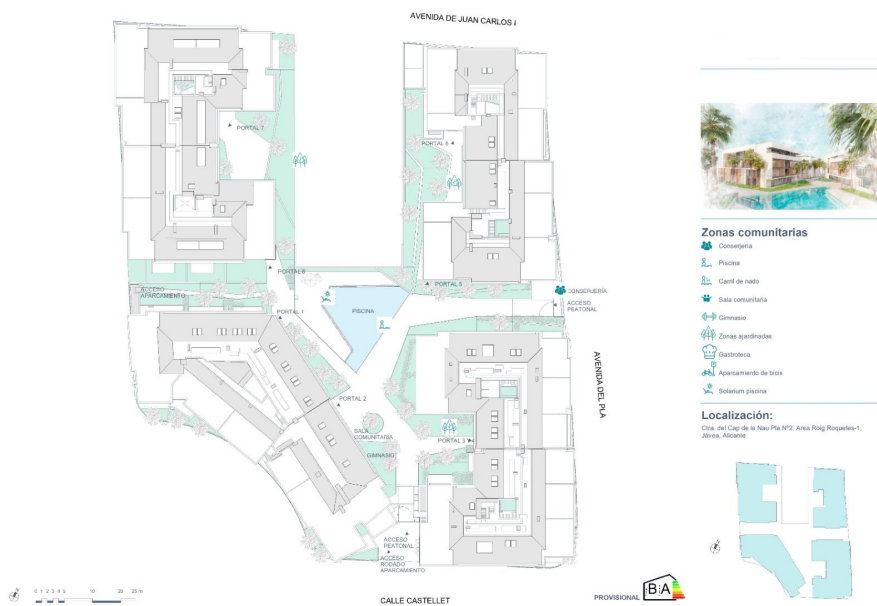 AVENIDA DE JUAN CARLOS I
PORTAL 7
PORTAL 6
PORTAL 8
PORTAL 5
CONSERJERÍA
ACCESO
PEATONAL
ACCESO
APARCAMIENTO
PORTAL 1
PISCINA
AVENIDA DEL PLA
PORTAL 2
SALA
COMUNITARIA
GIMNASIO
PORTAL 3
ACCESO
PEATONAL
ACCESO
RODADO
APARCAMIENTO
0 1 2 3 4 5 10 20 25 m
CALLE CASTELLET
PROVISIONAL
B A
Zonas comunitarias
Conserjería
Piscina
Carril de nado
Sala comunitaria
Gimnasio
Zonas ajardinadas
Gastroteca
Aparcamiento de bicis
Solarium piscina
Localización:
Ctra. del Cap de la Nau Pla Nº2, Area Roig Roquetes-1,
Jávea, Alicante